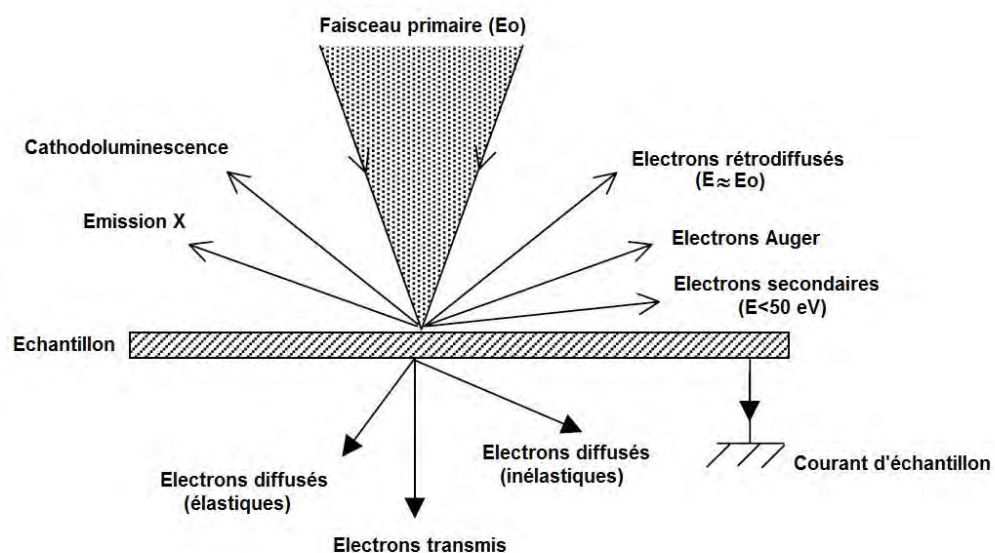 Faisceau primaire (Eo)
Cathodoluminescence
Electrons rétrodiffusés
(E≈Eo)
Emission X
Electrons Auger
Electrons secondaires
(E<50 eV)
Echantillon
Electrons diffusés
(élastiques)
Electrons diffusés
(inélastiques)
Courant d'échantillon
Electrons transmis